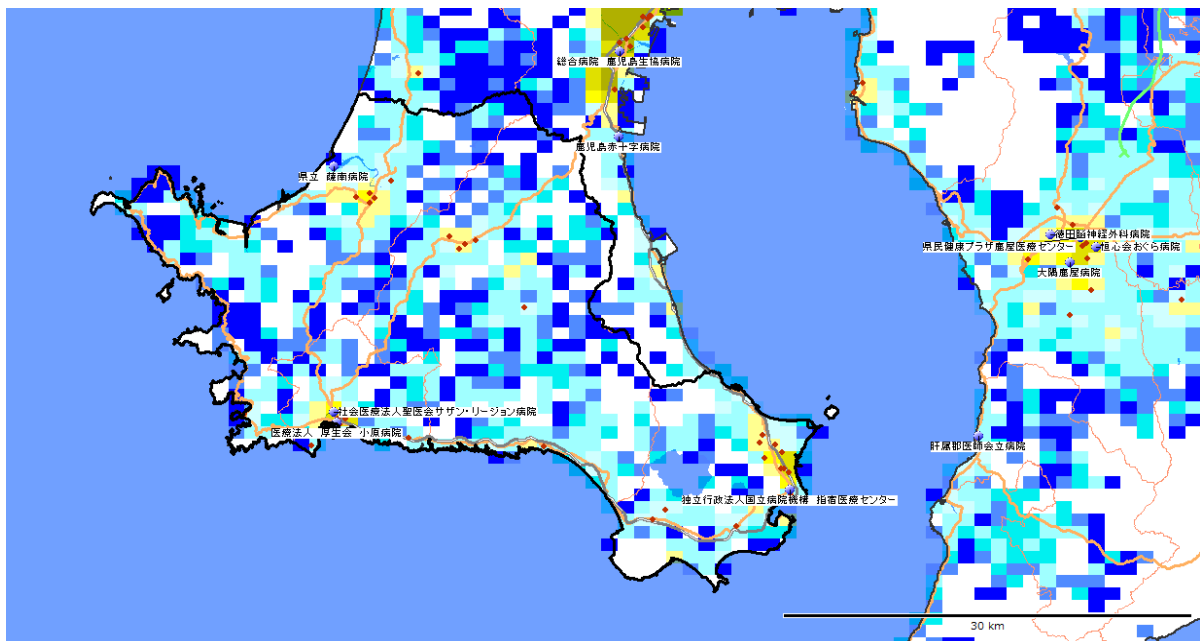 総合病院 鹿児島生協病院
鹿児島赤十字病院
県立 薩南病院
徳田脳神経外科病院
県民健康プラザ鹿屋医療センター
恒心会おぐら病院
大隅鹿屋病院
社会医療法人聖医会サザン・リージョン病院
医療法人 厚生会 小原病院
肝属郡医師会立病院
独立行政法人国立病院機構 指宿医療センター
30 km